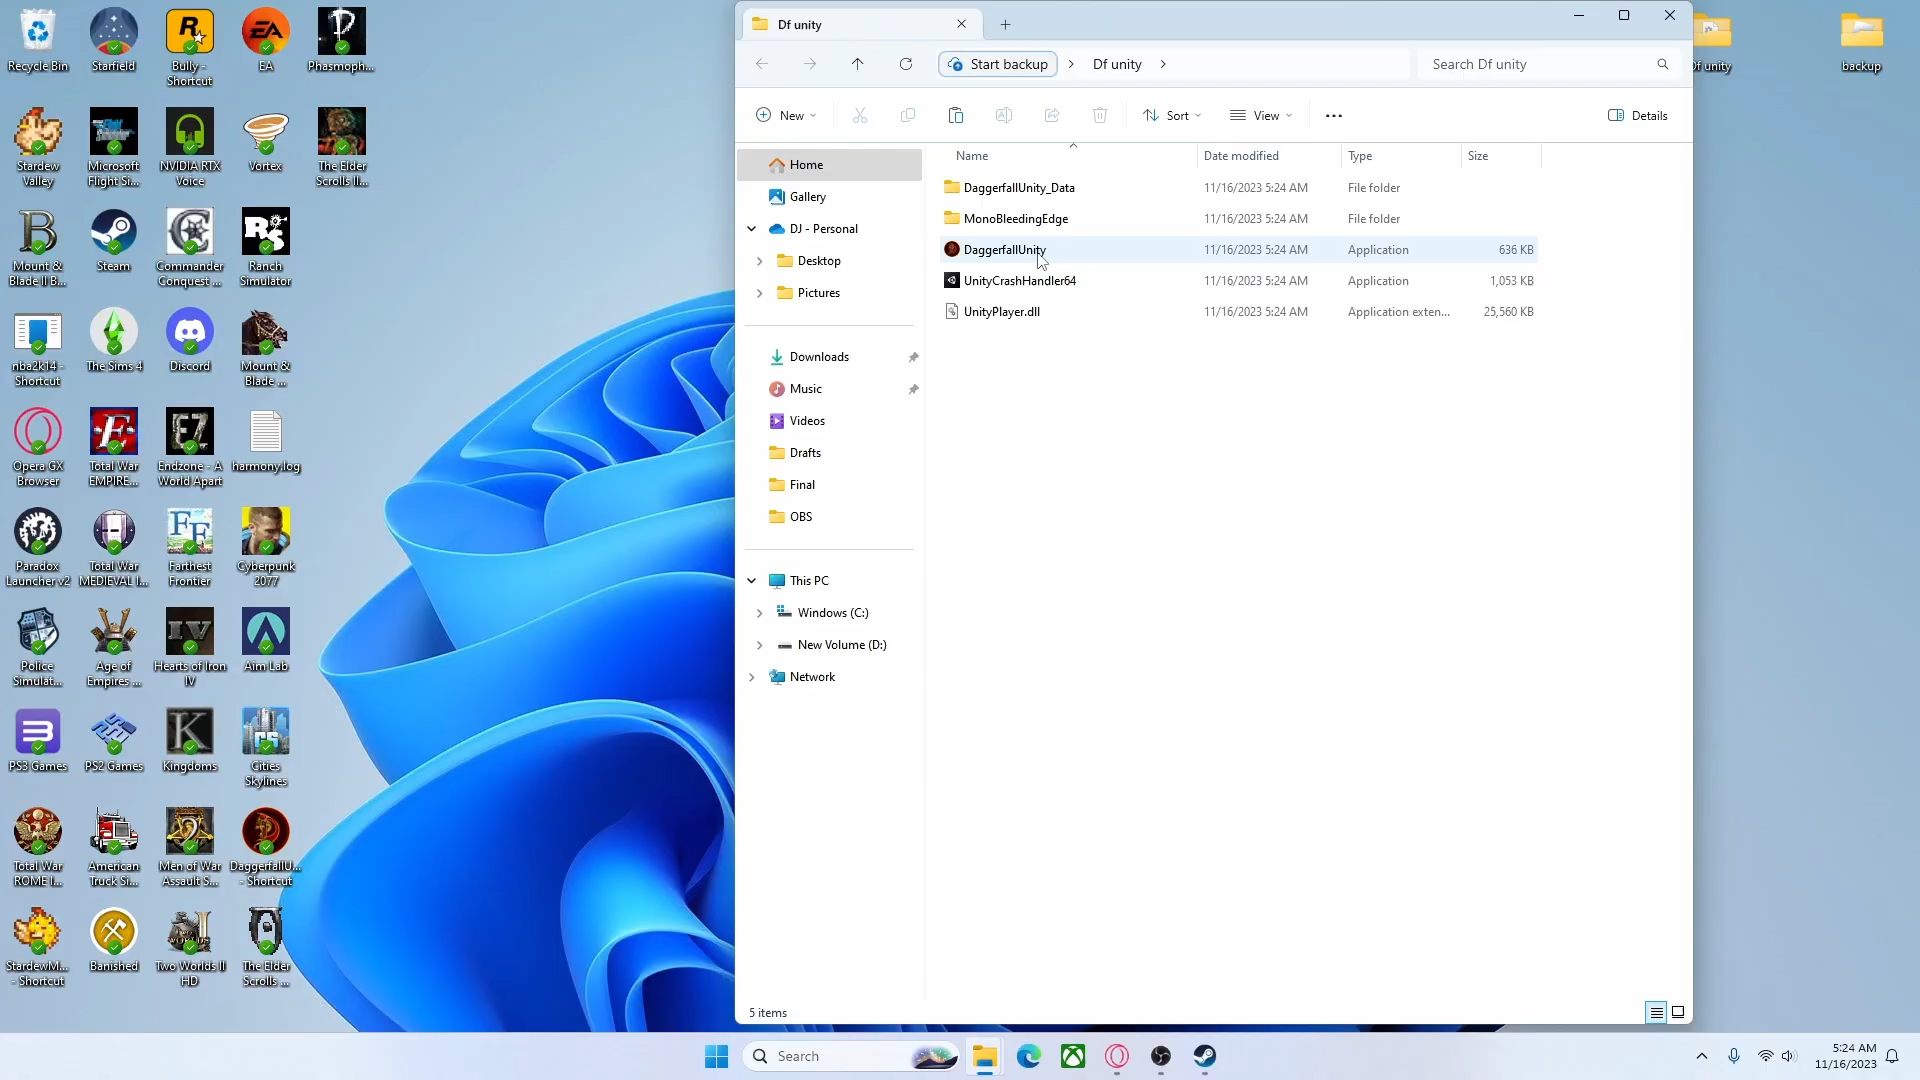 Recycle Bin
Starfield
Bully -
Shortcut
EA
Phasmoph...
Stardew
Valley
Microsoft
Flight Si...
NVIDIA RTX
Voice
Vortex
The Elder
Scrolls II...
Mount &
Blade II B...
Steam
Commander
Conquest ...
Ranch
Simulator
nba2k14 -
Shortcut
The Sims 4
Discord
Mount &
Blade ...
Opera GX
Browser
Total War
EMPIRE...
Endzone - A
World Apart
harmony.log
Paradox
Launcher v2
Total War
MEDIEVAL I...
Farthest
Frontier
Cyberpunk
2077
Police
Simulat...
Age of
Empires ...
Hearts of Iron
IV
Aim Lab
PS3 Games
PS2 Games
Kingdoms
Cities
Skylines
Total War
ROME I...
American
Truck Si...
Men of War
Assault S...
DaggerfallU...
- Shortcut
StardewM...
- Shortcut
Banished
Two Worlds II
HD
The Elder
Scrolls ...
Df unity
Start backup
Df unity
Search Df unity
New
Sort
View
Details
Home
Gallery
DJ - Personal
Desktop
Pictures
Downloads
Music
Videos
Drafts
Final
OBS
This PC
Windows (C:)
New Volume (D:)
Network
Name Date modified Type Size
DaggerfallUnity_Data 11/16/2023 5:24 AM File folder
MonoBleedingEdge 11/16/2023 5:24 AM File folder
DaggerfallUnity 11/16/2023 5:24 AM Application 636 KB
UnityCrashHandler64 11/16/2023 5:24 AM Application 1,053 KB
UnityPlayer.dll 11/16/2023 5:24 AM Application exten... 25,560 KB
5 items
Df unity
backup
Search
5:24 AM
11/16/2023